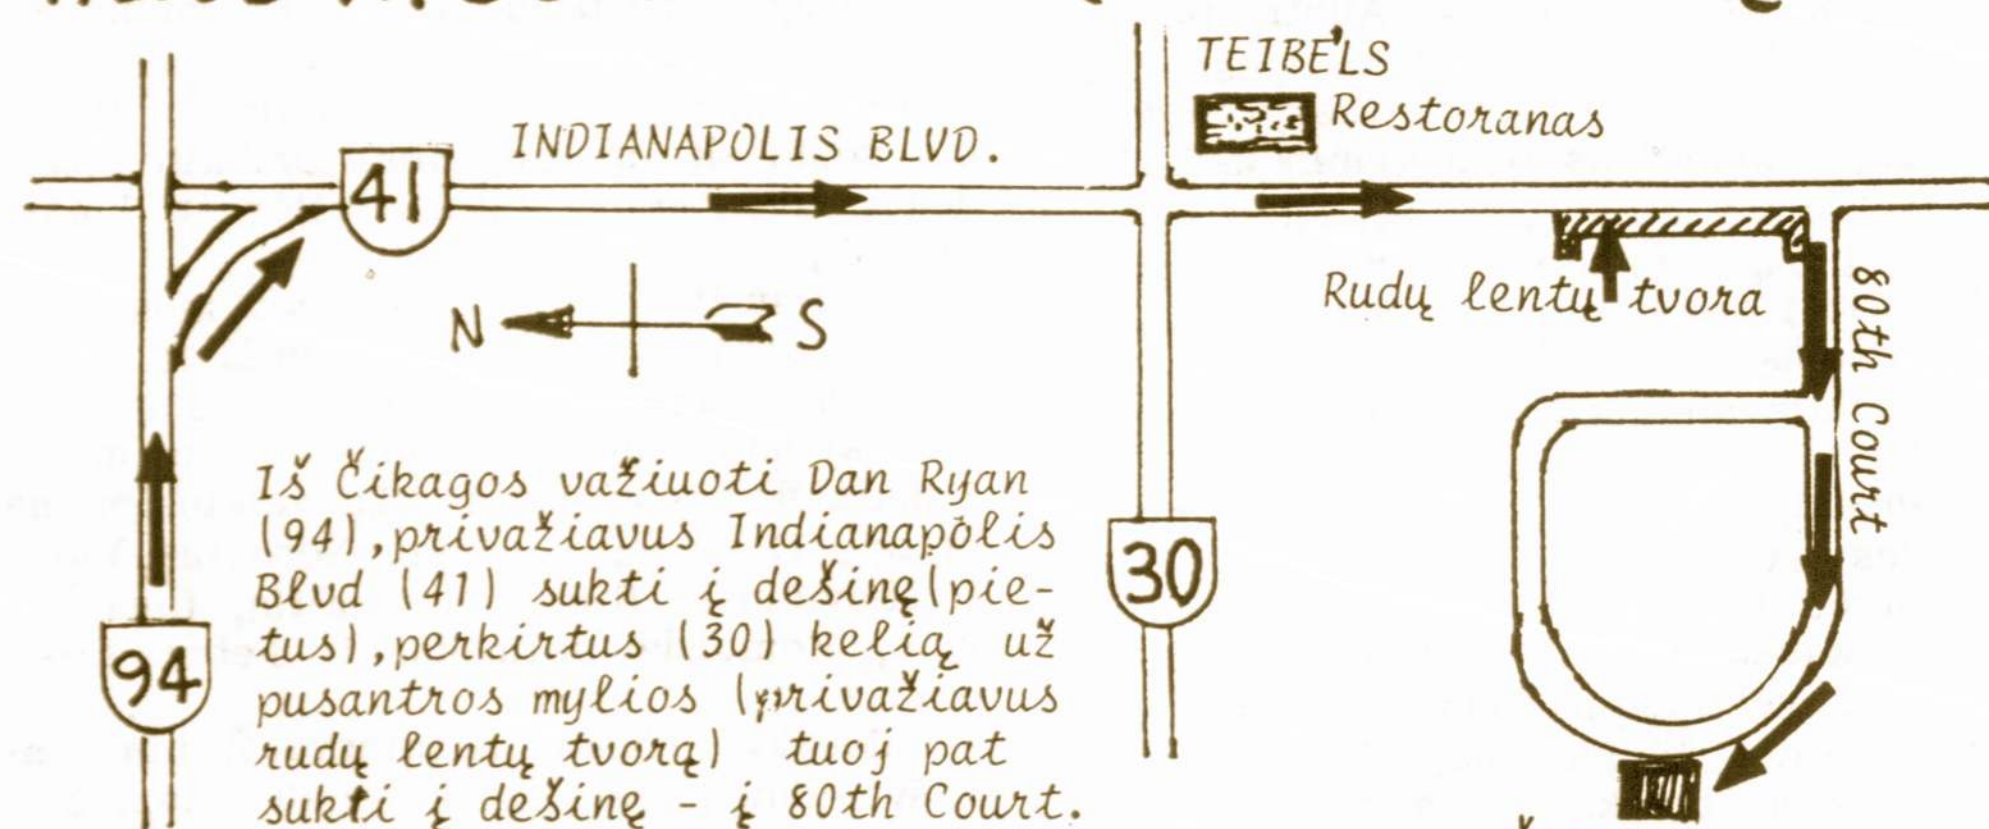 TEIBEL'S
Restoranas
INDIANAPOLIS BLVD.
41
N
S
Rudų lentų tvora
80th Court
Iš Čikagos važiuoti Dan Ryan
(94), privažiavus Indianapolis
Blvd (41) sukti į dešinę (pie-
tus), perkirtus (30) kelią už
pusantros mylios (privažiavus
rudų lentų tvorą) tuoj pat
sukti į dešinę - į 80th Court.
30
94